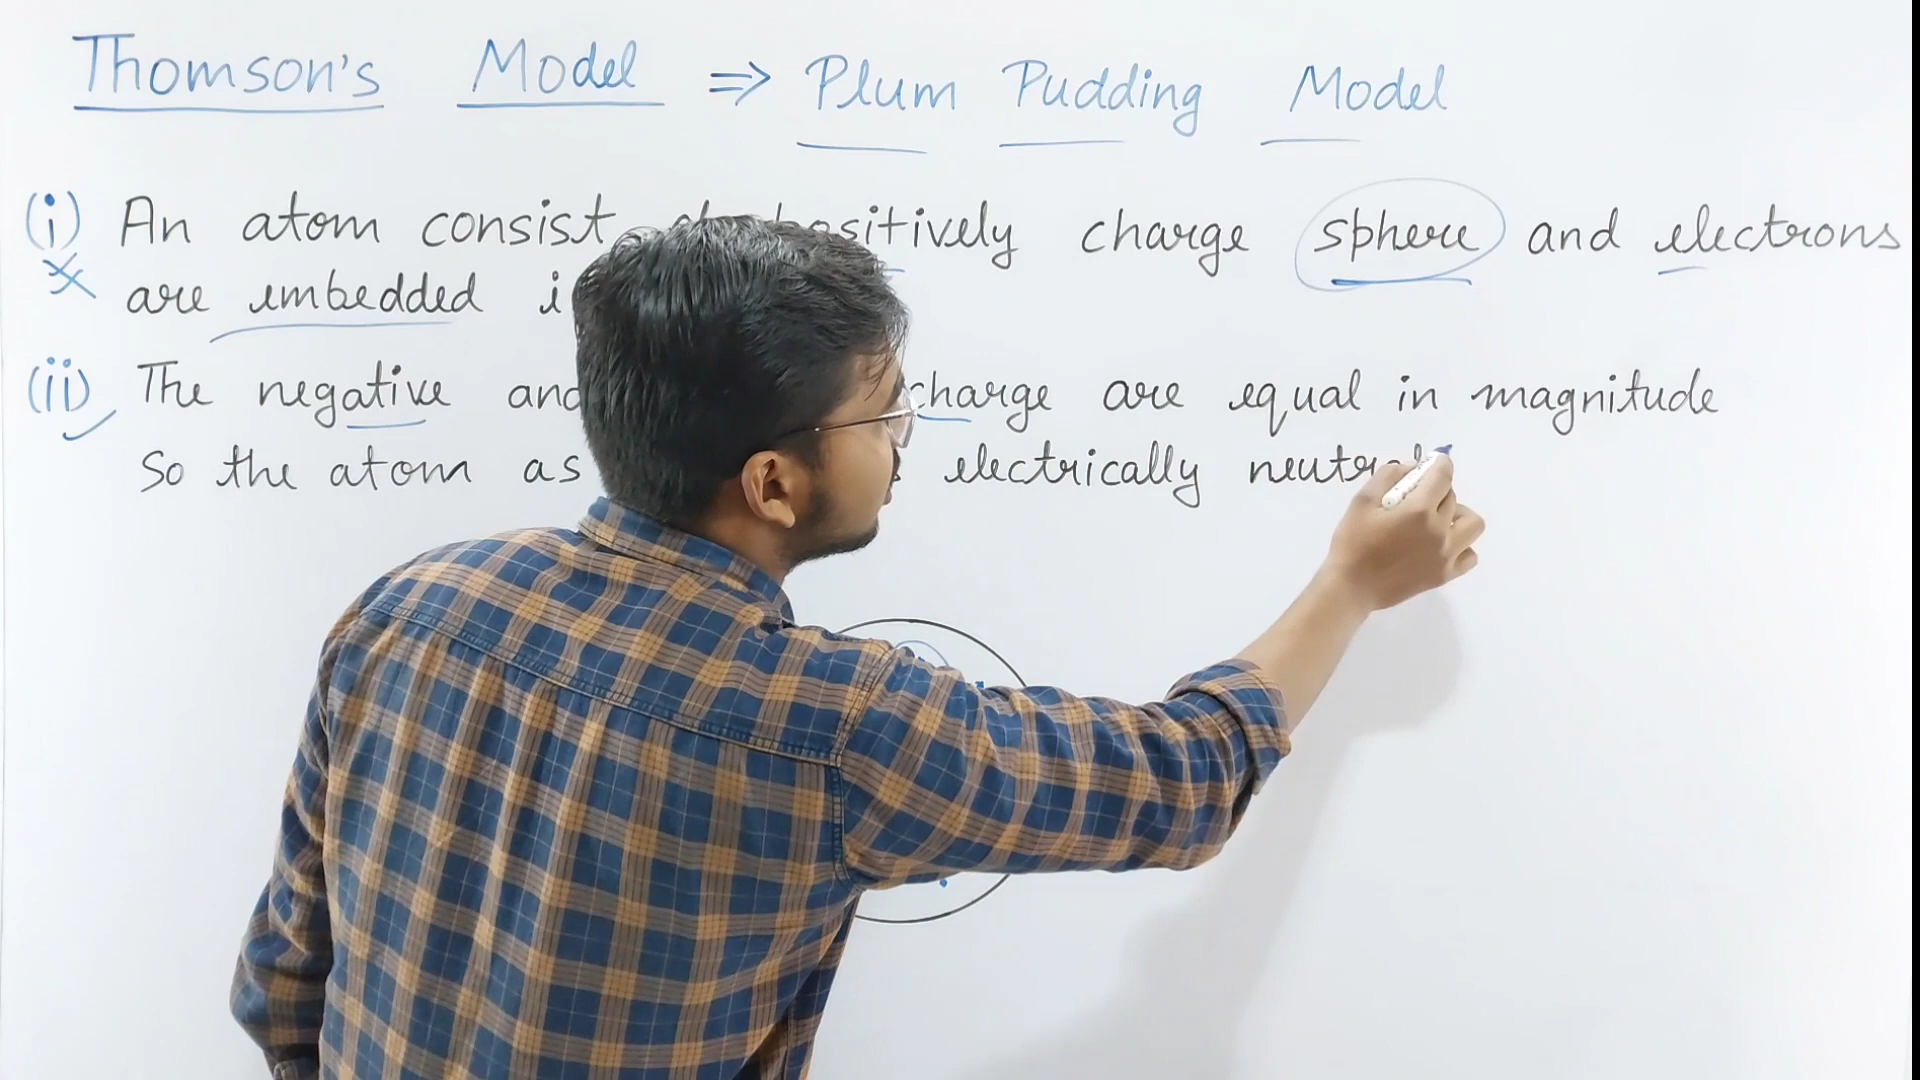 Thomson's Model ⇒ Plum Pudding Model
(i) An atom consist positively charge sphere and electrons
are embedded
(ii) The negative and charge are equal in magnitude
So the atom as electrically neutral